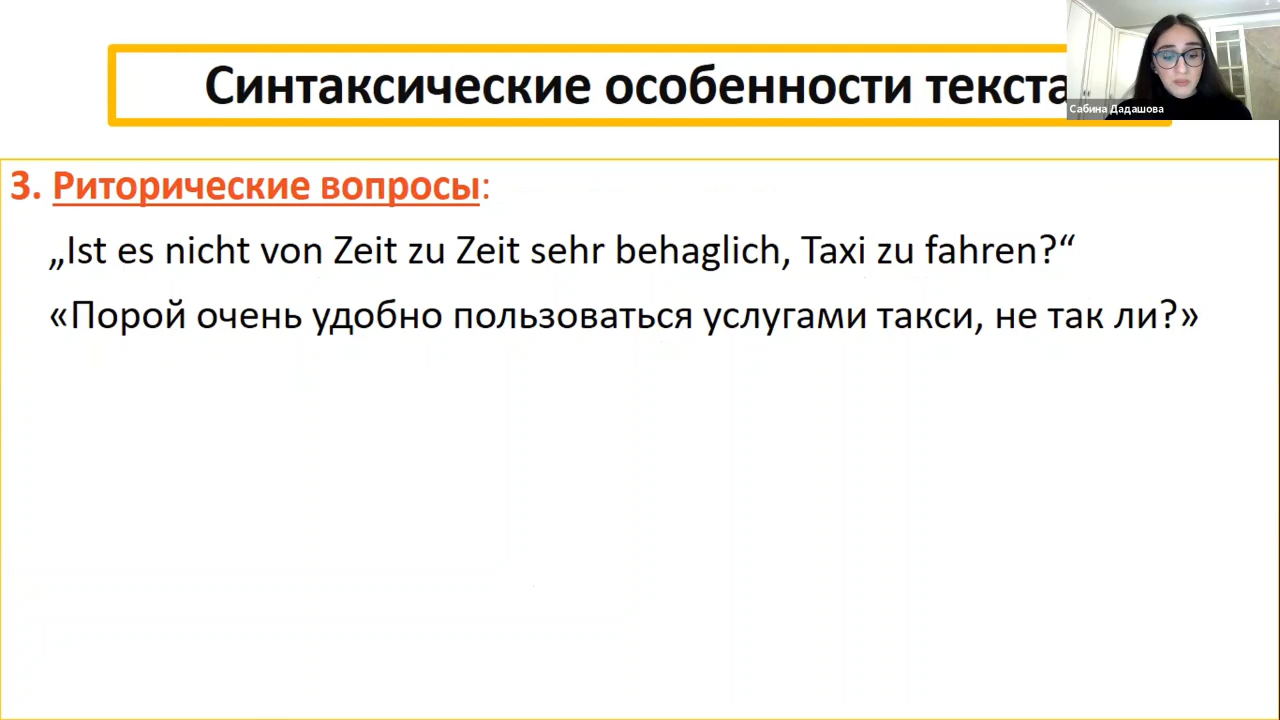 Синтаксические особенности текста
Сабина Дадашова
3. Риторические вопросы:
„Ist es nicht von Zeit zu Zeit sehr behaglich, Taxi zu fahren?“
«Порой очень удобно пользоваться услугами такси, не так ли?»